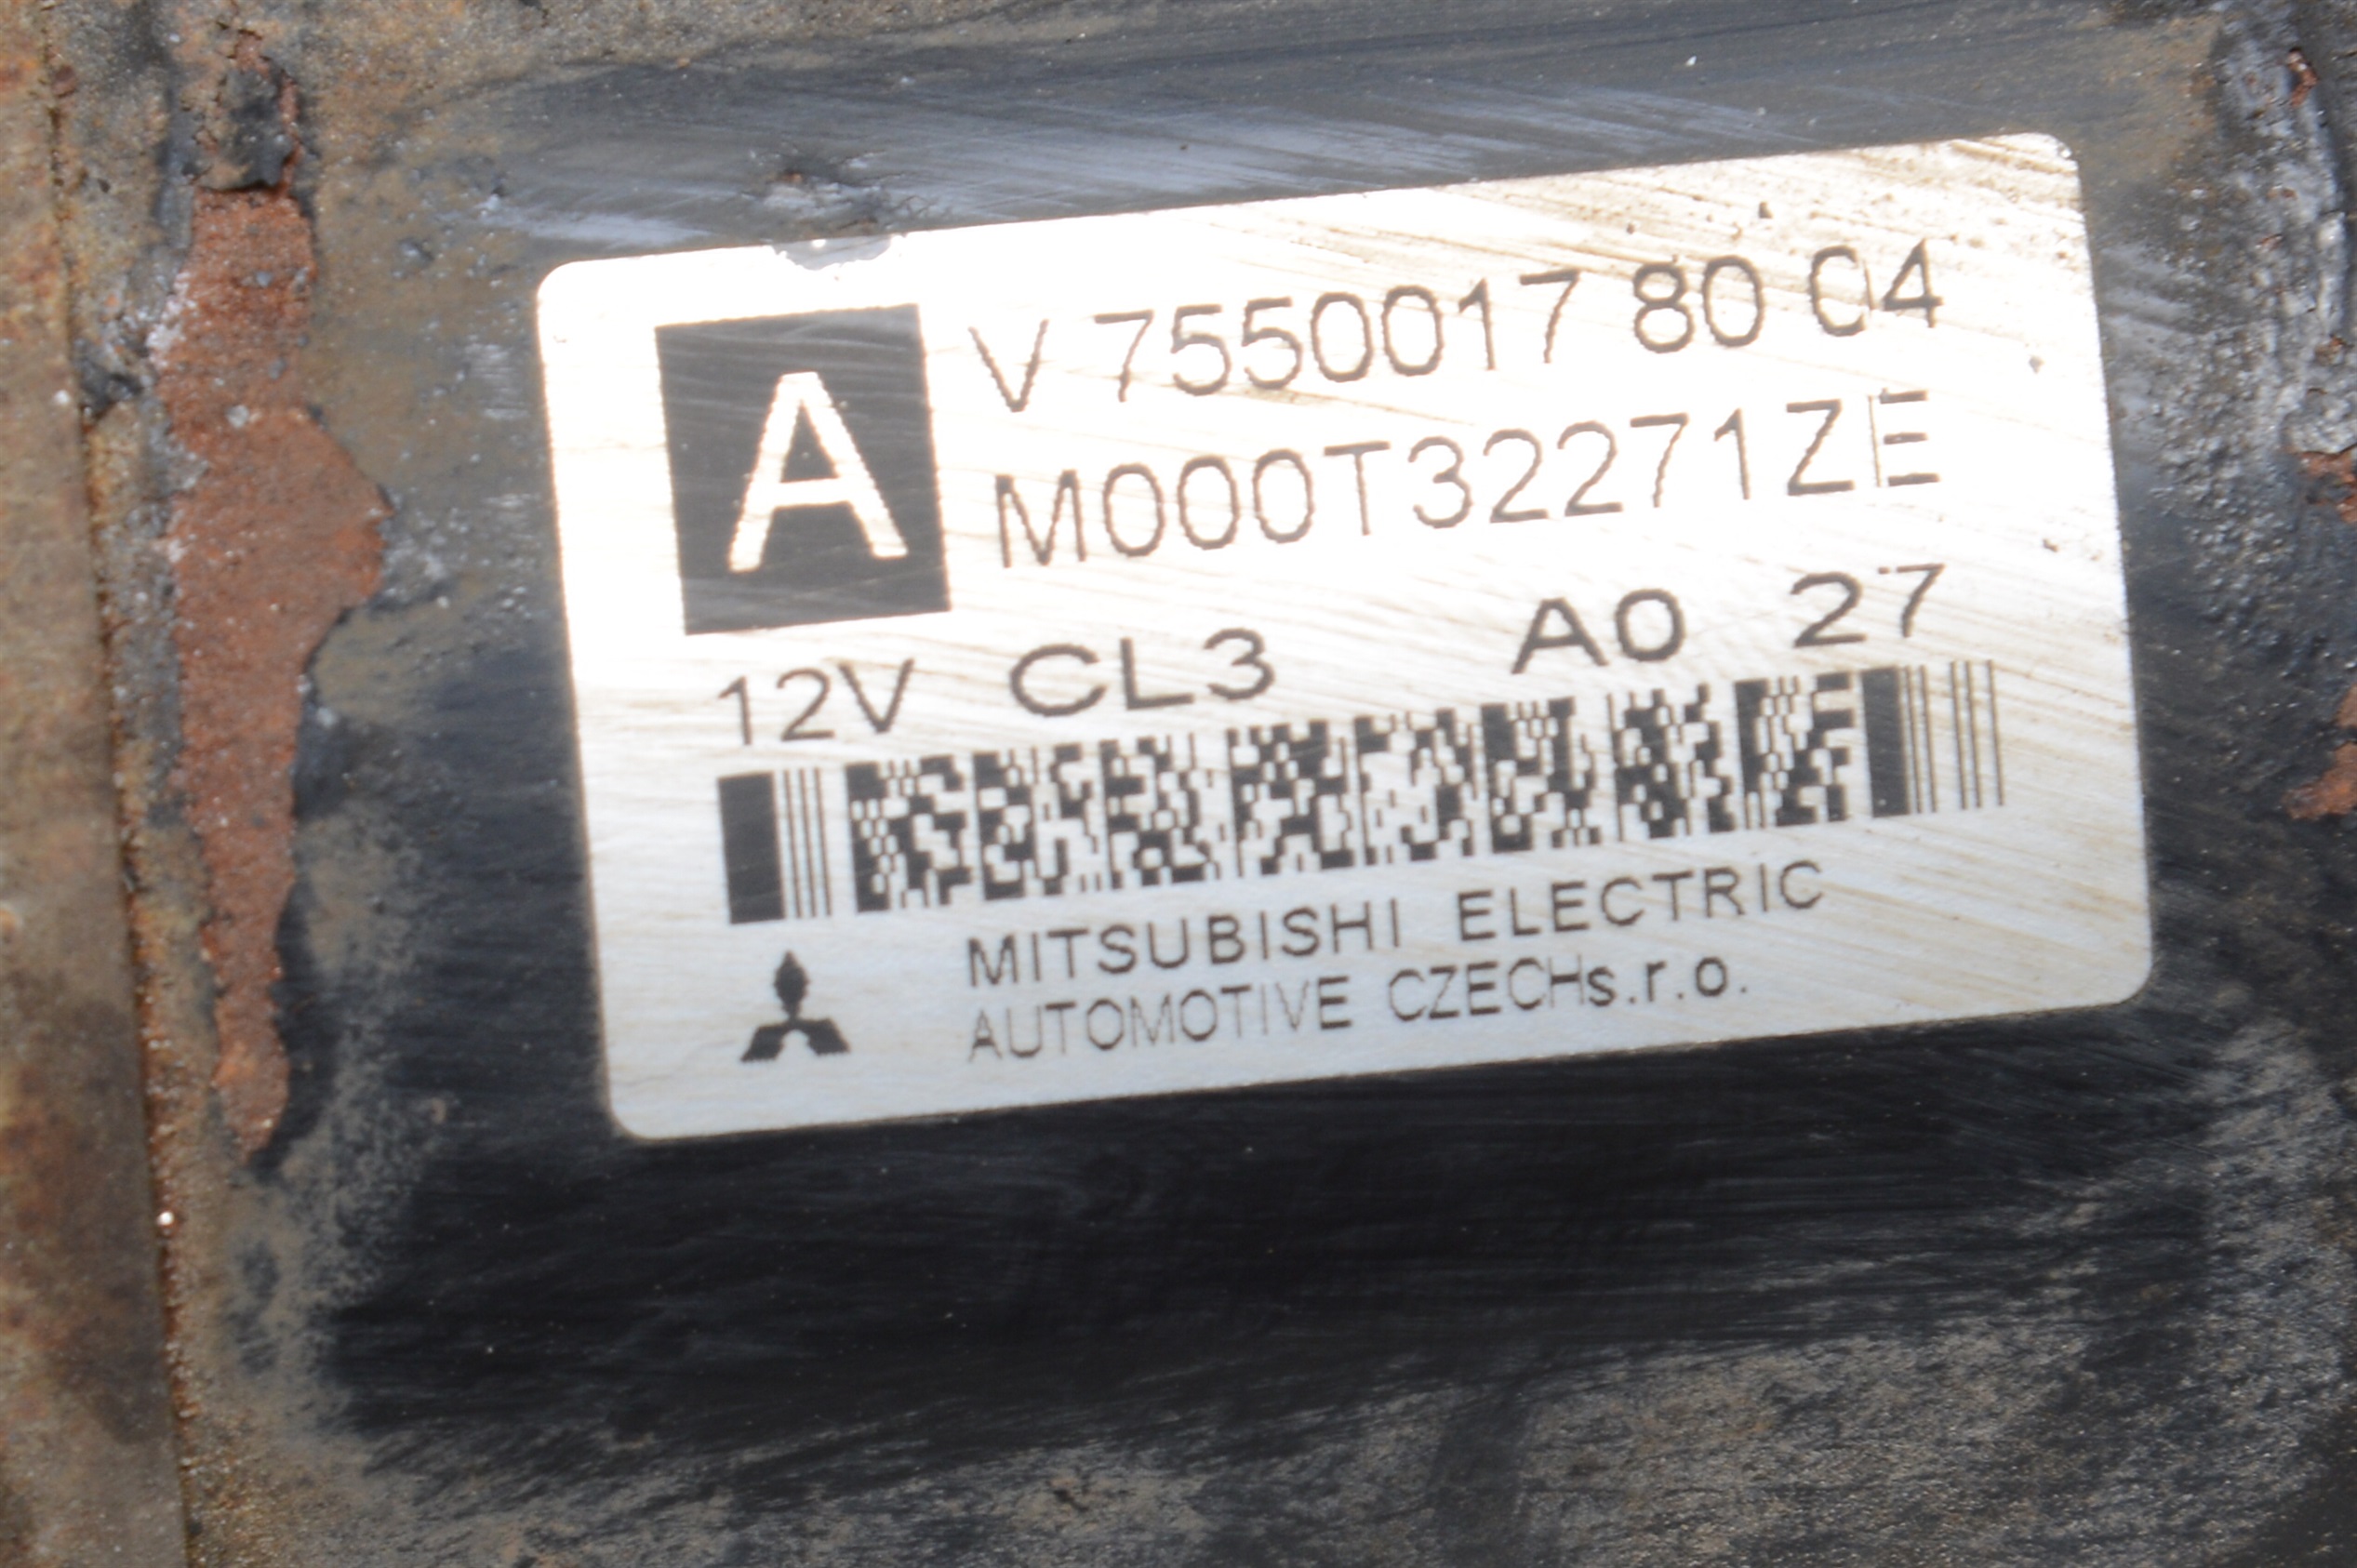 A
V 7550017 80 04
M000T32271ZE
12V CL3 A0 27
MITSUBISHI ELECTRIC
AUTOMOTIVE CZECHs.r.o.